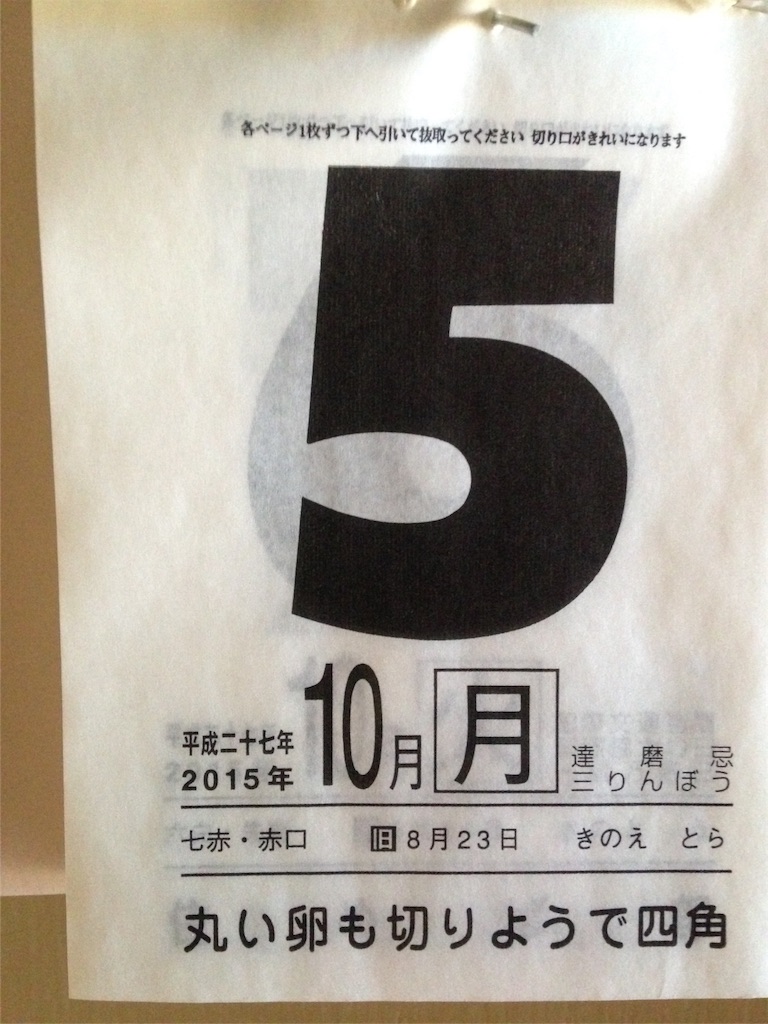 各ページ1枚ずつ下へ引いて抜取ってください 切り口がきれいになります
5
平成二十七年
2015年
10月
月
達磨忌
三りんぼう
七赤・赤口 旧8月23日 きのえ とら
丸い卵も切りようで四角